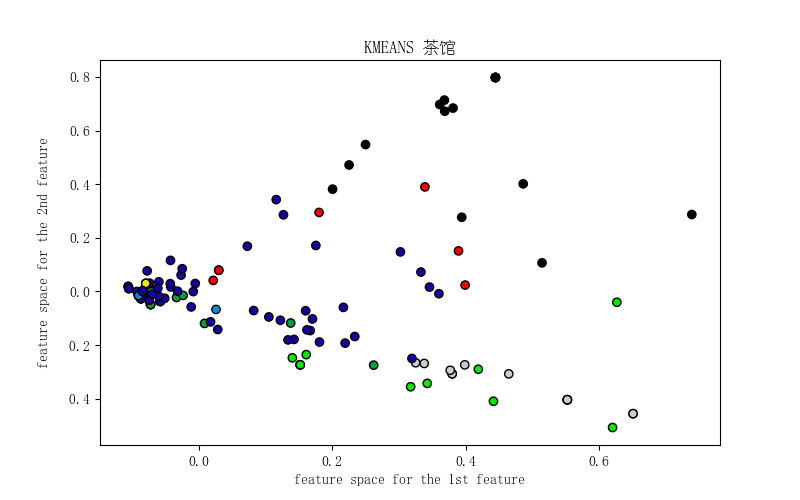 KMEANS 茶馆
0.8
0.6
0.4
0.2
0.0
0.2
0.4
feature space for the 2nd feature
0.0 0.2 0.4 0.6
feature space for the 1st feature